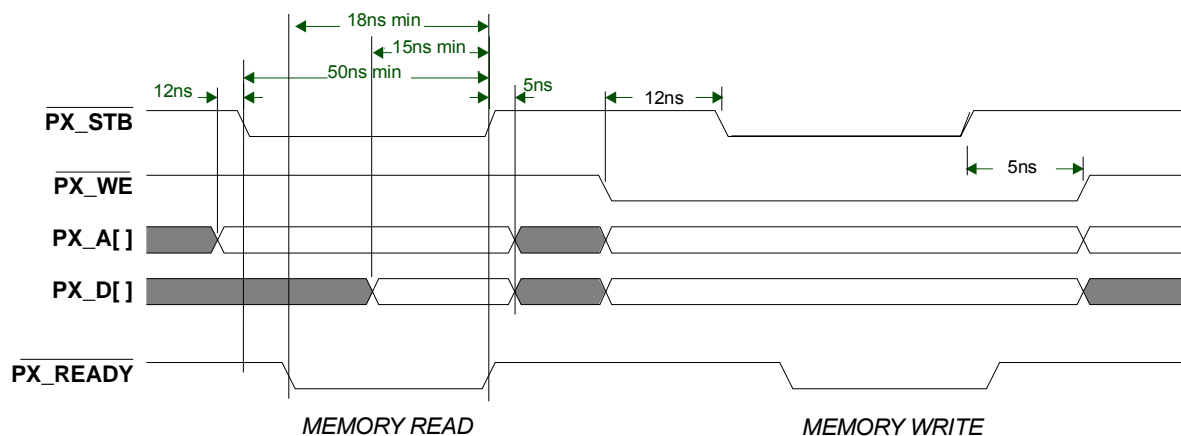 18ns min
15ns min
50ns min
12ns
5ns
12ns
PX_STB
5ns
PX_WE
PX_A[ ]
PX_D[ ]
PX_READY
MEMORY READ
MEMORY WRITE